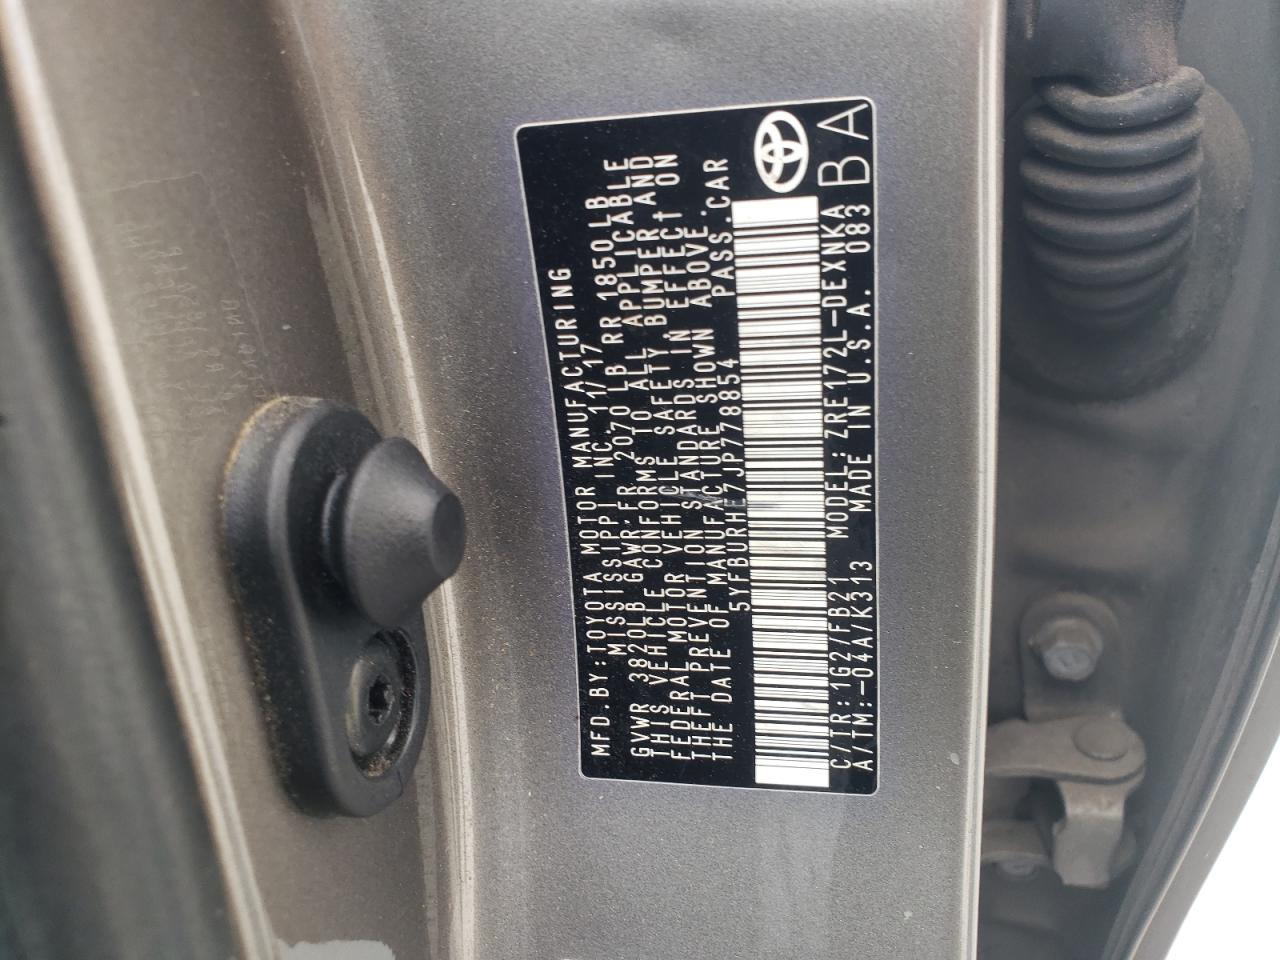 MFD.BY:TOYOTA MOTOR MANUFACTURING
MISSISSIPPI INC. 11/17
GVWR 3820LB GAWR,FR 2070 LB RR 1850 LB
THIS VEHICLE CONFORMS TO ALL APPLICABLE
FEDERAL MOTOR VEHICLE SAFETY, BUMPER, AND
THEFT PREVENTION STANDARDS IN EFFECT ON
THE DATE OF MANUFACTURE SHOWN ABOVE.
5YFBURHE7JP778854 PASS.CAR
C/TR:1G2/FB21 MODEL:ZRE172L-DEXNKA
A/TM:-04A/K313 MADE IN U.S.A. 083
BA